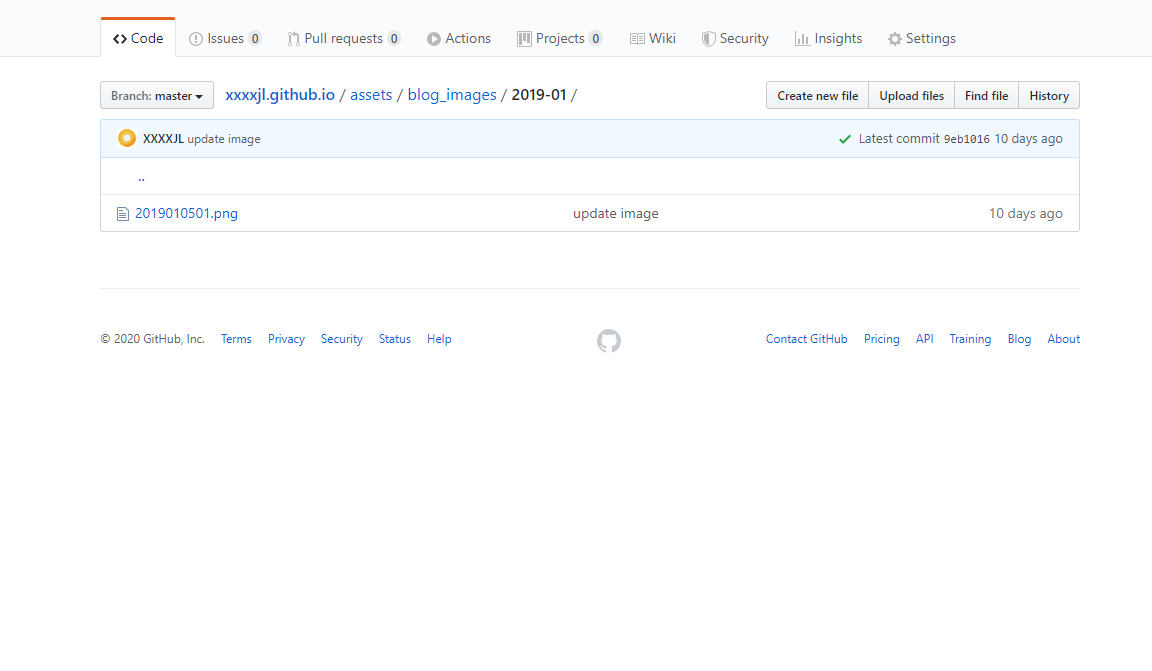 Code Issues 0 Pull requests 0 Actions Projects 0 Wiki Security Insights Settings
Branch: master xxxxjl.github.io / assets / blog_images / 2019-01 / Create new file Upload files Find file History
XXXXJL update image Latest commit 9eb1016 10 days ago
..
2019010501.png update image 10 days ago
© 2020 GitHub, Inc. Terms Privacy Security Status Help Contact GitHub Pricing API Training Blog About